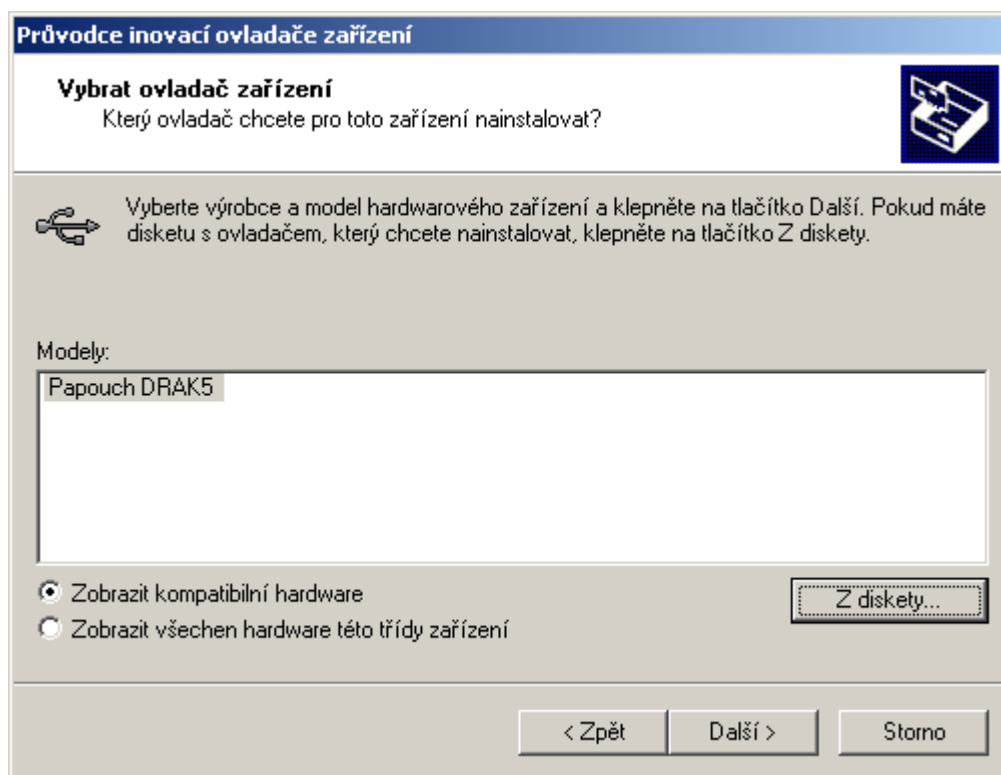 Průvodce inovací ovladače zařízení
Vybrat ovladač zařízení
Který ovladač chcete pro toto zařízení nainstalovat?
Vyberte výrobce a model hardwarového zařízení a klepněte na tlačítko Další. Pokud máte
disketu s ovladačem, který chcete nainstalovat, klepněte na tlačítko Z diskety.
Modely:
Papouch DRAK5
Zobrazit kompatibilní hardware
Z diskety...
Zobrazit všechen hardware této třídy zařízení
< Zpět
Další >
Storno